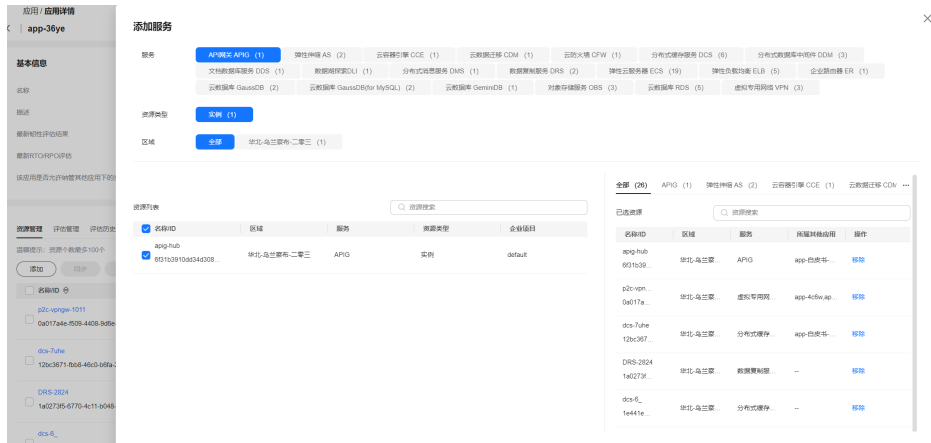 应用 / 应用详情
app-36ye
基本信息
名称
描述
最新韧性评估结果
最新RTO/RPO评估
该应用是否允许纳管其他应用下的
资源管理 评估管理 评估历史
温馨提示：资源个数最多100个
添加 同步
名称/ID
p2c-vpngw-1011
0a017a4e-f509-4408-9d6e-
dcs-7uhe
12bc3671-fbb8-46c0-b6fa-
DRS-2824
1a0273f5-6770-4c11-b048-
dcs-6_
添加服务
服务 API网关 APIG (1) 弹性伸缩 AS (2) 云容器引擎 CCE (1) 云数据迁移 CDM (1) 云防火墙 CFW (1) 分布式缓存服务 DCS (6) 分布式数据库中间件 DDM (3)
文档数据库服务 DDS (1) 数据湖探索DLI (1) 分布式消息服务 DMS (1) 数据复制服务 DRS (2) 弹性云服务器 ECS (19) 弹性负载均衡 ELB (5) 企业路由器 ER (1)
云数据库 GaussDB (2) 云数据库 GaussDB(for MySQL) (2) 云数据库 GeminiDB (1) 对象存储服务 OBS (3) 云数据库 RDS (5) 虚拟专用网络 VPN (3)
资源类型 实例 (1)
区域 全部 华北-乌兰察布-二零三 (1)
资源列表 资源搜索
名称/ID 区域 服务 资源类型 企业项目
apig-hub
6f31b3910dd34d308... 华北-乌兰察布-二零三 APIG 实例 default
全部 (26) APIG (1) 弹性伸缩 AS (2) 云容器引擎 CCE (1) 云数据迁移 CDM ...
已选资源 资源搜索
名称/ID 区域 服务 所属其他应用 操作
apig-hub
6f31b39... 华北-乌兰察... APIG app-白皮书-... 移除
p2c-vpn...
0a017a... 华北-乌兰察... 虚拟专用网... app-4c6w,ap... 移除
dcs-7uhe
12bc367... 华北-乌兰察... 分布式缓存... app-白皮书-... 移除
DRS-2824
1a0273f... 华北-乌兰察... 数据复制服... -- 移除
dcs-6_
1e441e... 华北-乌兰察... 分布式缓存... -- 移除